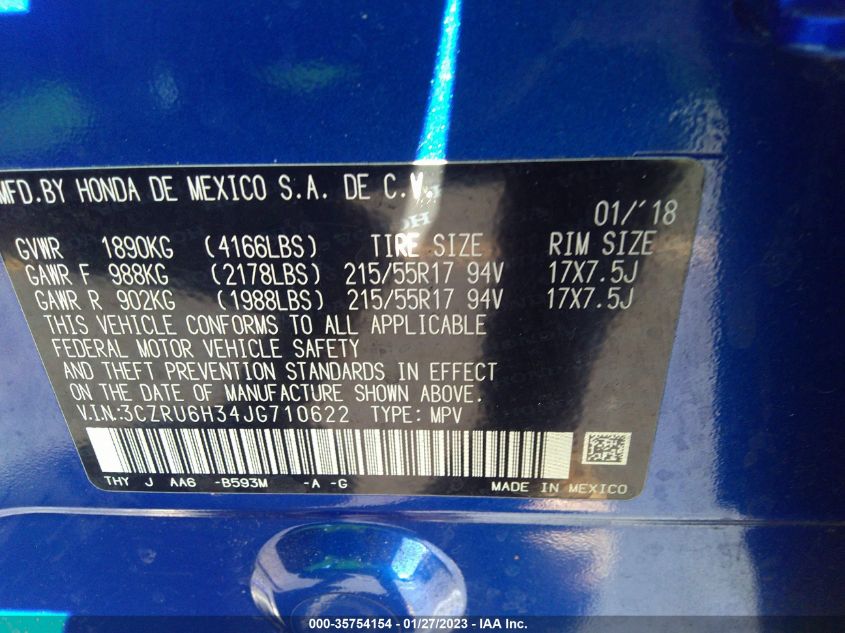 MFD.BY HONDA DE MEXICO S.A. DE C.V.
01/'18
GVWR 1890KG (4166LBS) TIRE SIZE RIM SIZE
GAWR F 988KG (2178LBS) 215/55R17 94V 17X7.5J
GAWR R 902KG (1988LBS) 215/55R17 94V 17X7.5J
THIS VEHICLE CONFORMS TO ALL APPLICABLE
FEDERAL MOTOR VEHICLE SAFETY
AND THEFT PREVENTION STANDARDS IN EFFECT
ON THE DATE OF MANUFACTURE SHOWN ABOVE.
V.I.N:3CZRU6H34JG710622 TYPE: MPV
THY J AA6 -B593M -A -G MADE IN MEXICO
000-35754154 - 01/27/2023 - IAA Inc.